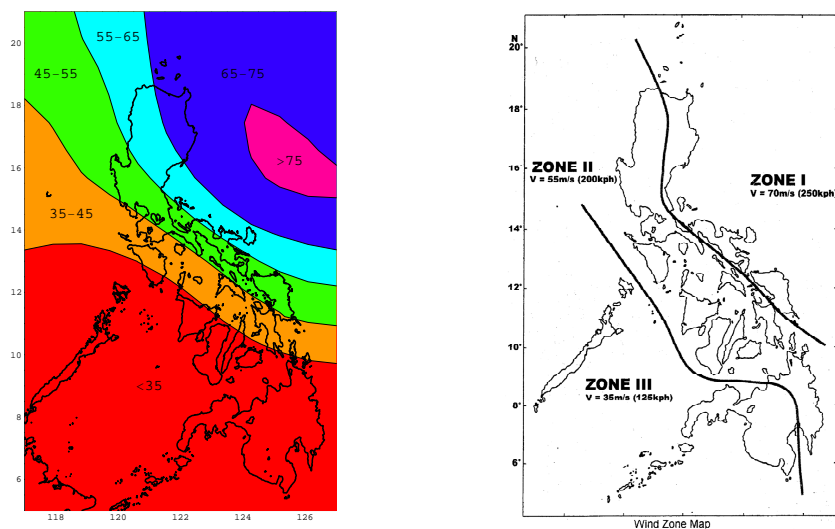 20
18
16
14
12
10
8
6
118 120 122 124 126
55-65
45-55
65-75
>75
35-45
<35
N
20°
18°
16°
14°
12°
10°
8°
6°
ZONE II
V = 55m/s (200kph)
ZONE I
V = 70m/s (250kph)
ZONE III
V = 35m/s (125kph)
Wind Zone Map